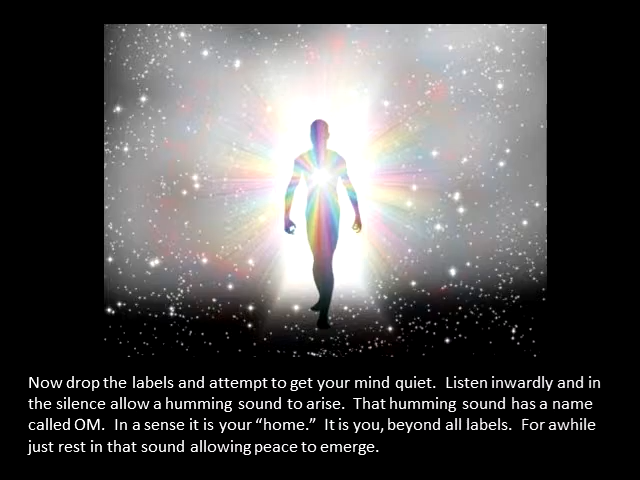 Now drop the labels and attempt to get your mind quiet.  Listen inwardly and in
the silence allow a humming sound to arise.  That humming sound has a name
called OM.  In a sense it is your “home.”  It is you, beyond all labels.  For awhile
just rest in that sound allowing peace to emerge.